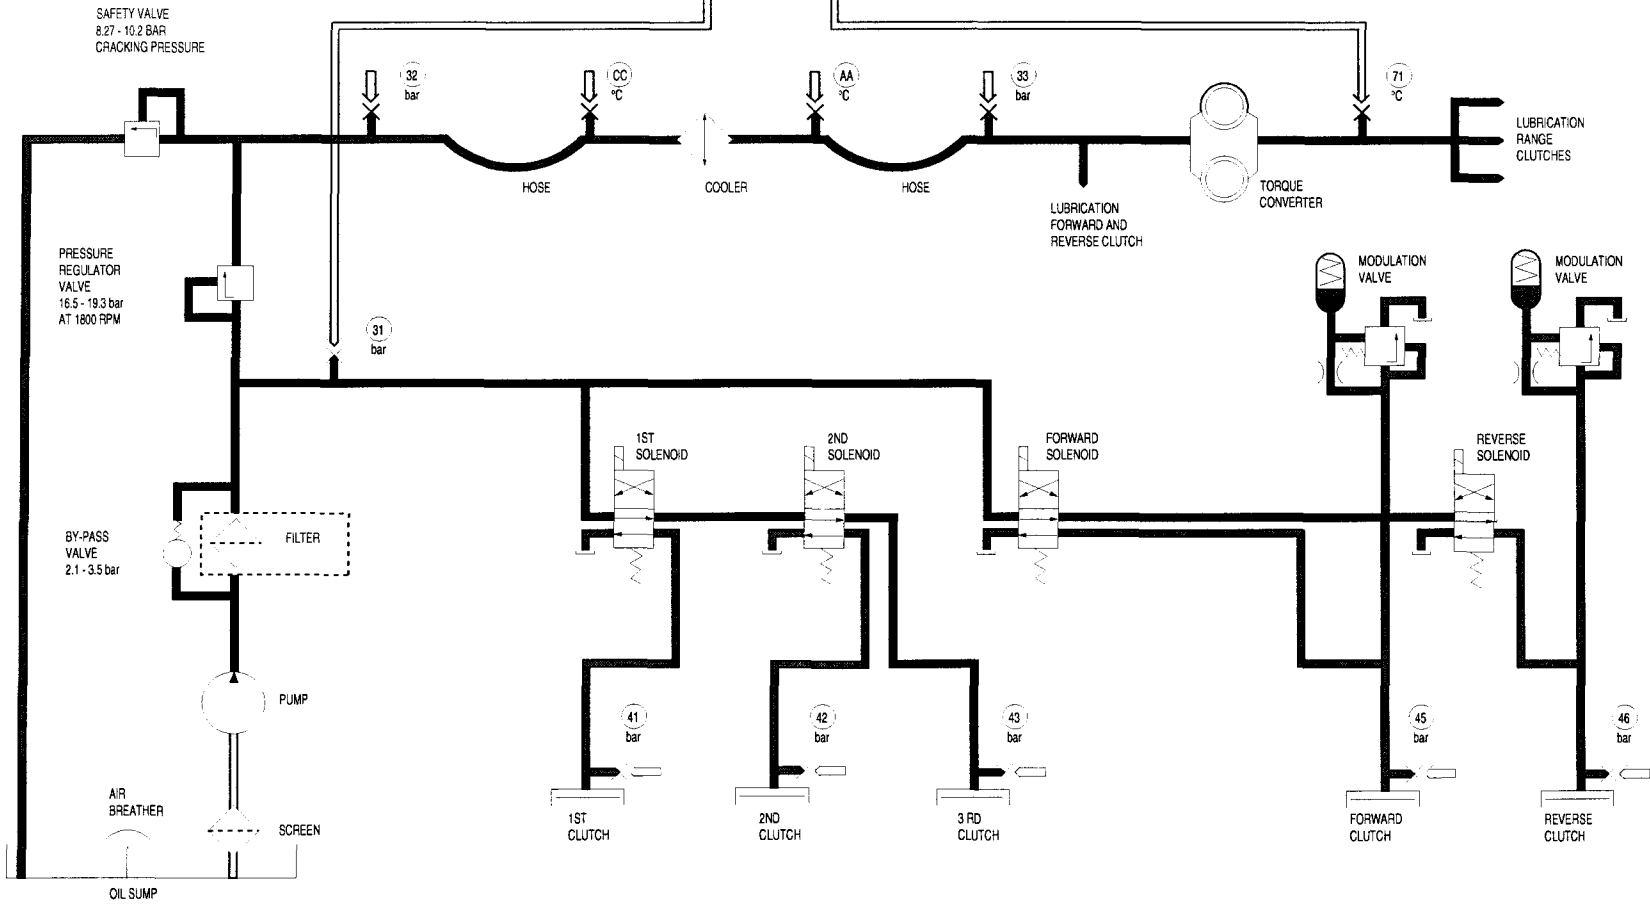 SAFETY VALVE
8.27 - 10.2 BAR
CRACKING PRESSURE
32
bar
CC
°C
AA
°C
33
bar
71
°C
LUBRICATION
RANGE
CLUTCHES
HOSE
COOLER
HOSE
TORQUE
CONVERTER
LUBRICATION
FORWARD AND
REVERSE CLUTCH
PRESSURE
REGULATOR
VALVE
16.5 - 19.3 bar
AT 1800 RPM
MODULATION
VALVE
MODULATION
VALVE
31
bar
1ST
SOLENOID
2ND
SOLENOID
FORWARD
SOLENOID
REVERSE
SOLENOID
BY-PASS
VALVE
2.1 - 3.5 bar
FILTER
PUMP
41
bar
42
bar
43
bar
45
bar
46
bar
AIR
BREATHER
SCREEN
1ST
CLUTCH
2ND
CLUTCH
3 RD
CLUTCH
FORWARD
CLUTCH
REVERSE
CLUTCH
OIL SUMP